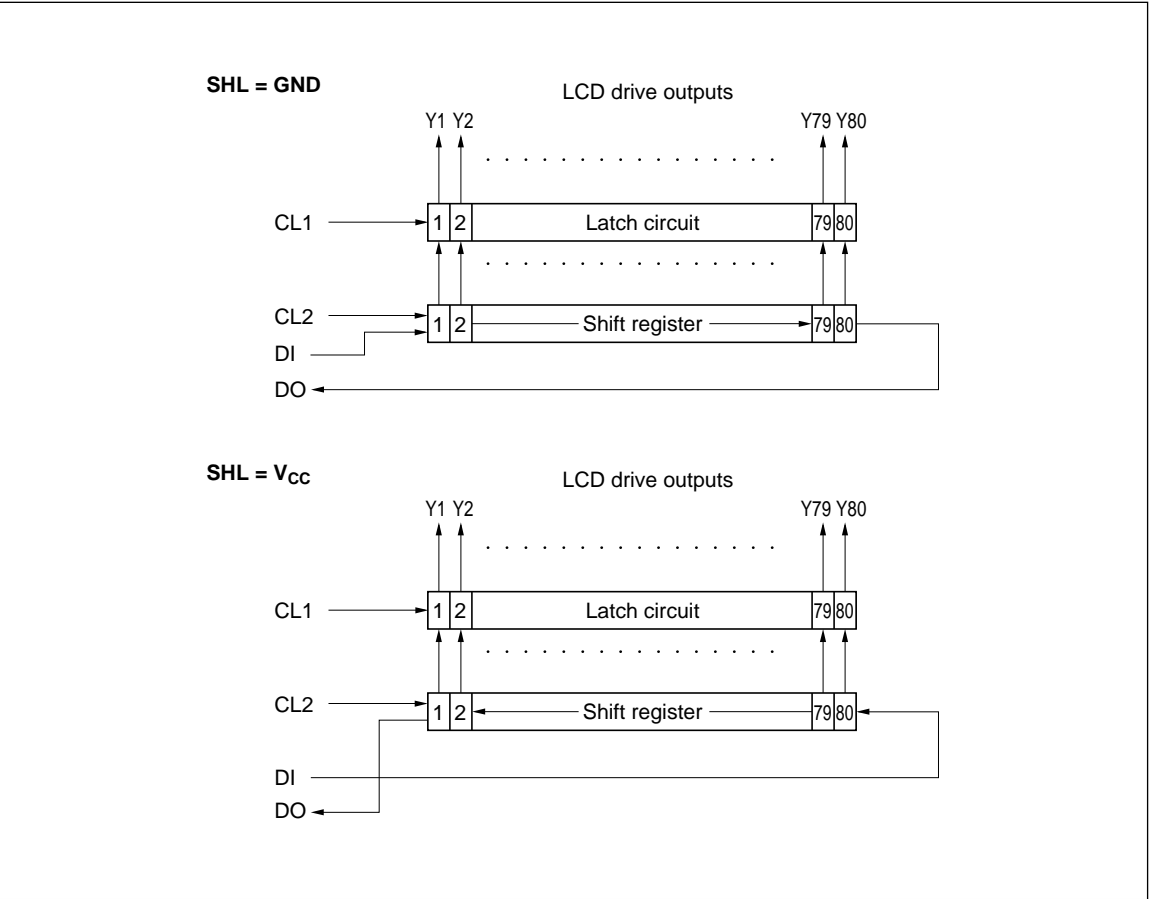 SHL = GND
LCD drive outputs
Y1 Y2 Y79 Y80
. . . . . . . . . . . . . . . .
CL1 1 2 Latch circuit 79 80
. . . . . . . . . . . . . . . .
CL2 1 2 Shift register 79 80
DI
DO
SHL = VCC
LCD drive outputs
Y1 Y2 Y79 Y80
. . . . . . . . . . . . . . . .
CL1 1 2 Latch circuit 79 80
. . . . . . . . . . . . . . . .
CL2 1 2 Shift register 79 80
DI
DO